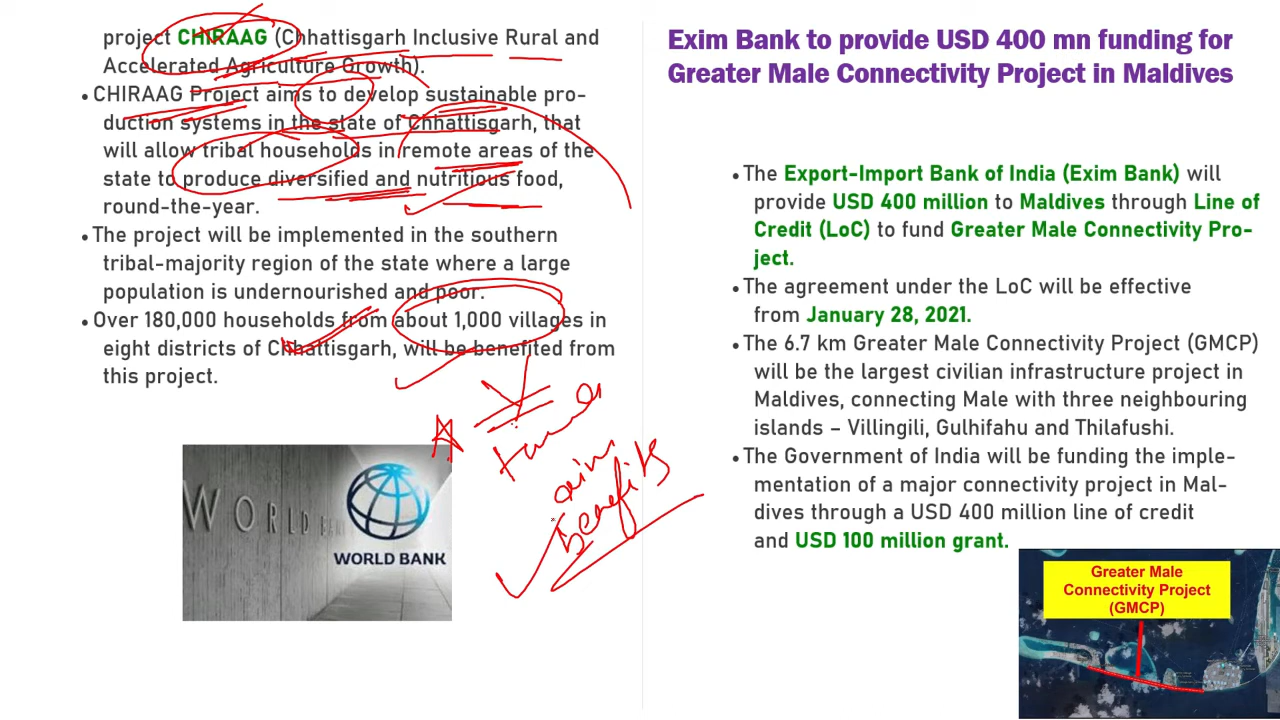 project CHIRAAG (Chhattisgarh Inclusive Rural and
Accelerated Agriculture Growth).
• CHIRAAG Project aims to develop sustainable pro-
duction systems in the state of Chhattisgarh, that
will allow tribal households in remote areas of the
state to produce diversified and nutritious food,
round-the-year.
• The project will be implemented in the southern
tribal-majority region of the state where a large
population is undernourished and poor.
• Over 180,000 households from about 1,000 villages in
eight districts of Chhattisgarh, will be benefited from
this project.
aim
benefits
WORLD BAN
WORLD BANK
Exim Bank to provide USD 400 mn funding for
Greater Male Connectivity Project in Maldives
• The Export-Import Bank of India (Exim Bank) will
provide USD 400 million to Maldives through Line of
Credit (LoC) to fund Greater Male Connectivity Pro-
ject.
• The agreement under the LoC will be effective
from January 28, 2021.
• The 6.7 km Greater Male Connectivity Project (GMCP)
will be the largest civilian infrastructure project in
Maldives, connecting Male with three neighbouring
islands – Villingili, Gulhifahu and Thilafushi.
• The Government of India will be funding the imple-
mentation of a major connectivity project in Mal-
dives through a USD 400 million line of credit
and USD 100 million grant.
Greater Male
Connectivity Project
(GMCP)